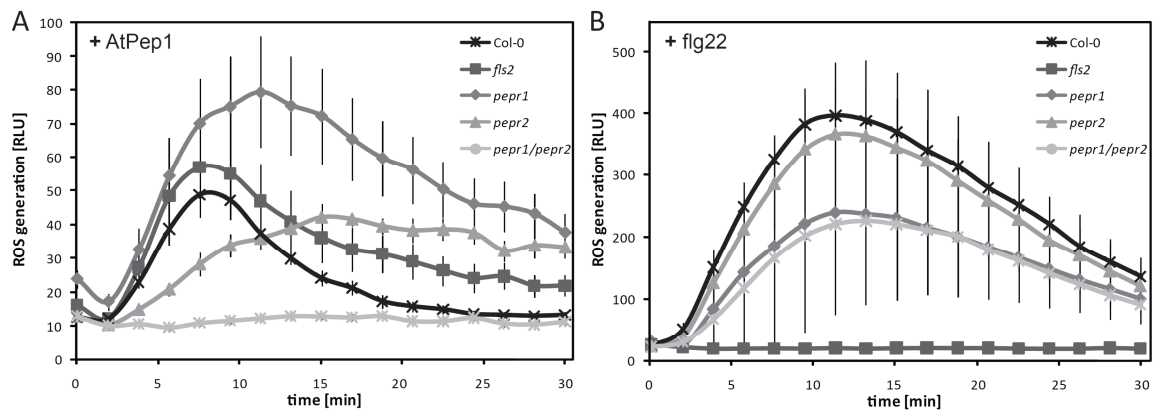 A
+ AtPep1
Col-0
fls2
pepr1
pepr2
pepr1/pepr2
ROS generation [RLU]
100
90
80
70
60
50
40
30
20
10
0
0 5 10 15 20 25 30
time [min]
B
+ flg22
Col-0
fls2
pepr1
pepr2
pepr1/pepr2
ROS generation [RLU]
500
400
300
200
100
0
0 5 10 15 20 25 30
time [min]